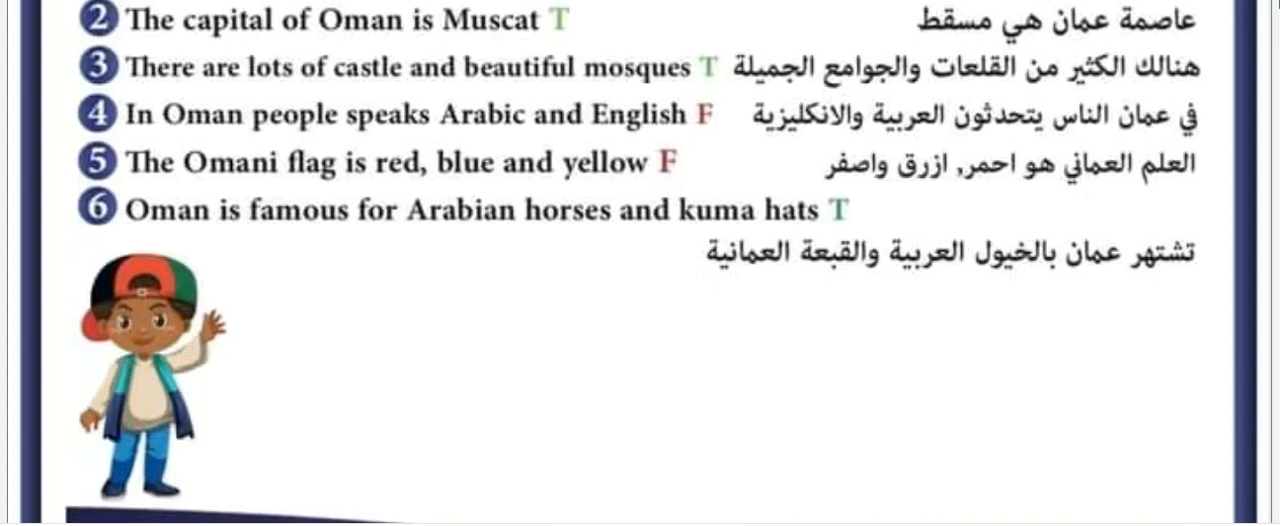 2 The capital of Oman is Muscat T عاصمة عمان هي مسقط
3 There are lots of castle and beautiful mosques T هنالك الكثير من القلعات والجوامع الجميلة
4 In Oman people speaks Arabic and English F في عمان الناس يتحدثون العربية والانكليزية
5 The Omani flag is red, blue and yellow F العلم العماني هو احمر, ازرق واصفر
6 Oman is famous for Arabian horses and kuma hats T
تشتهر عمان بالخيول العربية والقبعة العمانية